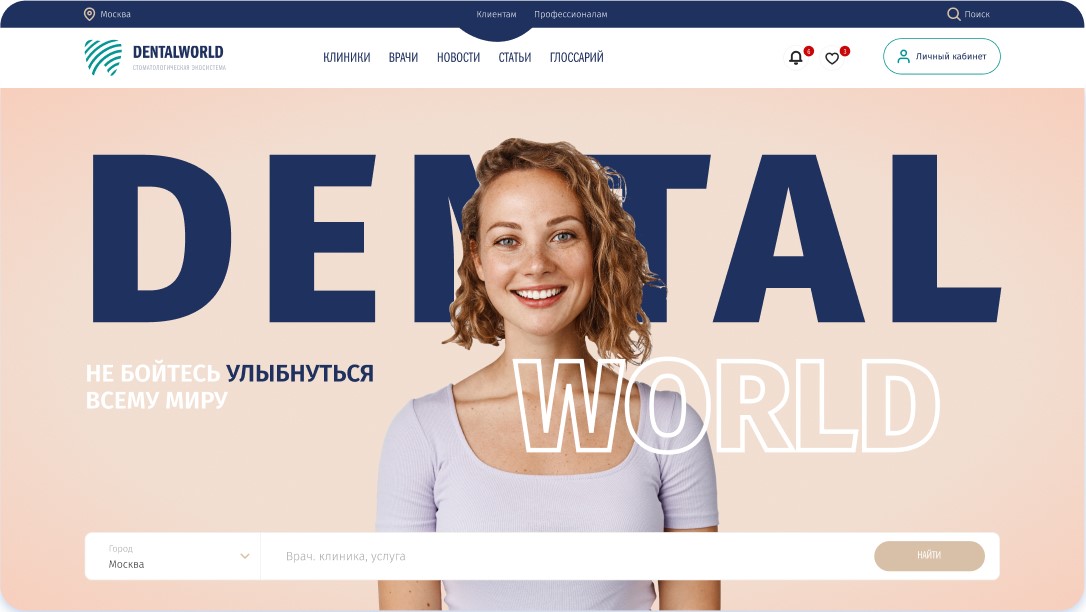 Москва
Клиентам
Профессионалам
Поиск
DENTALWORLD
СТОМАТОЛОГИЧЕСКАЯ ЭКОСИСТЕМА
КЛИНИКИ
ВРАЧИ
НОВОСТИ
СТАТЬИ
ГЛОССАРИЙ
4
3
Личный кабинет
DENTAL
WORLD
НЕ БОЙТЕСЬ УЛЫБНУТЬСЯ
ВСЕМУ МИРУ
Город
Москва
Врач. клиника, услуга
НАЙТИ